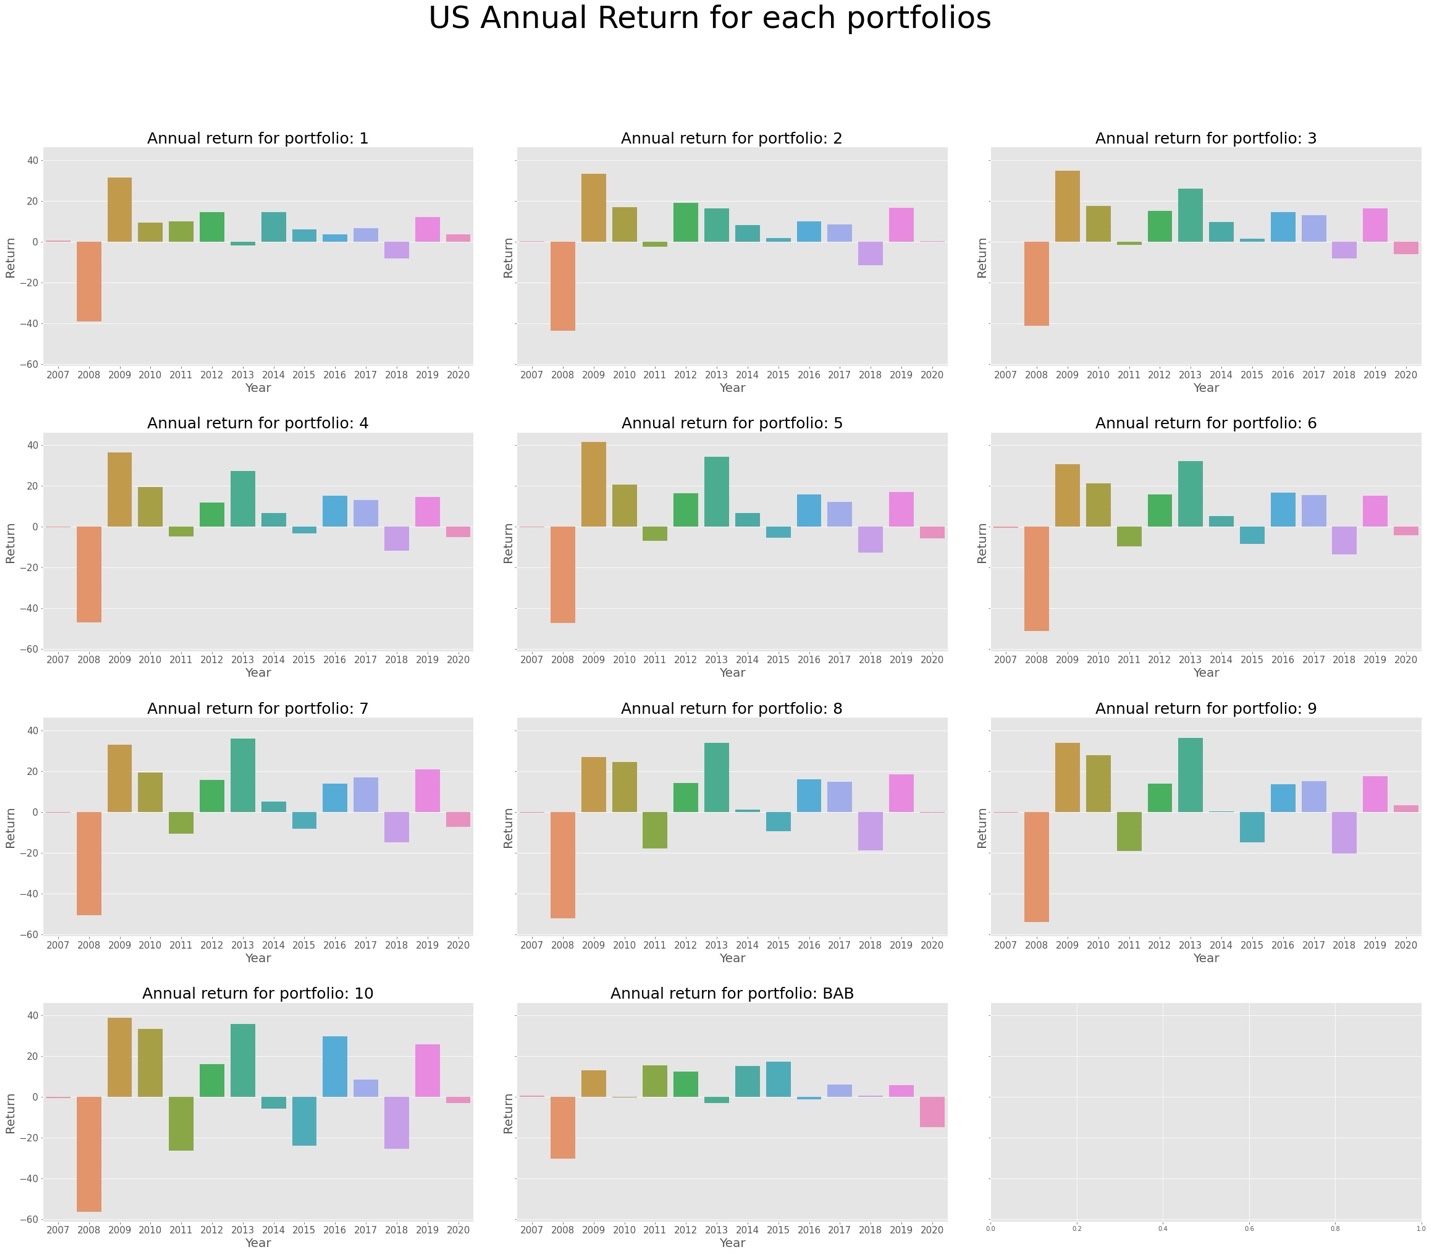 US Annual Return for each portfolios
Annual return for portfolio: 1
Annual return for portfolio: 2
Annual return for portfolio: 3
40
20
0
−20
−40
−60
Return
Return
Return
2007 2008 2009 2010 2011 2012 2013 2014 2015 2016 2017 2018 2019 2020
2007 2008 2009 2010 2011 2012 2013 2014 2015 2016 2017 2018 2019 2020
2007 2008 2009 2010 2011 2012 2013 2014 2015 2016 2017 2018 2019 2020
Year
Year
Year
Annual return for portfolio: 4
Annual return for portfolio: 5
Annual return for portfolio: 6
40
20
0
−20
−40
−60
Return
Return
Return
2007 2008 2009 2010 2011 2012 2013 2014 2015 2016 2017 2018 2019 2020
2007 2008 2009 2010 2011 2012 2013 2014 2015 2016 2017 2018 2019 2020
2007 2008 2009 2010 2011 2012 2013 2014 2015 2016 2017 2018 2019 2020
Year
Year
Year
Annual return for portfolio: 7
Annual return for portfolio: 8
Annual return for portfolio: 9
40
20
0
−20
−40
−60
Return
Return
Return
2007 2008 2009 2010 2011 2012 2013 2014 2015 2016 2017 2018 2019 2020
2007 2008 2009 2010 2011 2012 2013 2014 2015 2016 2017 2018 2019 2020
2007 2008 2009 2010 2011 2012 2013 2014 2015 2016 2017 2018 2019 2020
Year
Year
Year
Annual return for portfolio: 10
Annual return for portfolio: BAB
40
20
0
−20
−40
−60
Return
Return
2007 2008 2009 2010 2011 2012 2013 2014 2015 2016 2017 2018 2019 2020
2007 2008 2009 2010 2011 2012 2013 2014 2015 2016 2017 2018 2019 2020
0.0 0.2 0.4 0.6 0.8 1.0
Year
Year